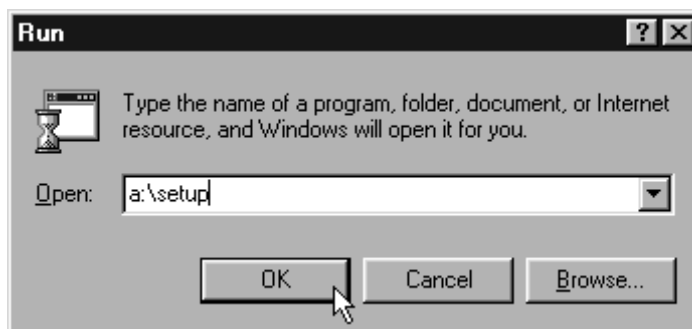 Run
Type the name of a program, folder, document, or Internet
resource, and Windows will open it for you.
Open: a:\setup
OK Cancel Browse...